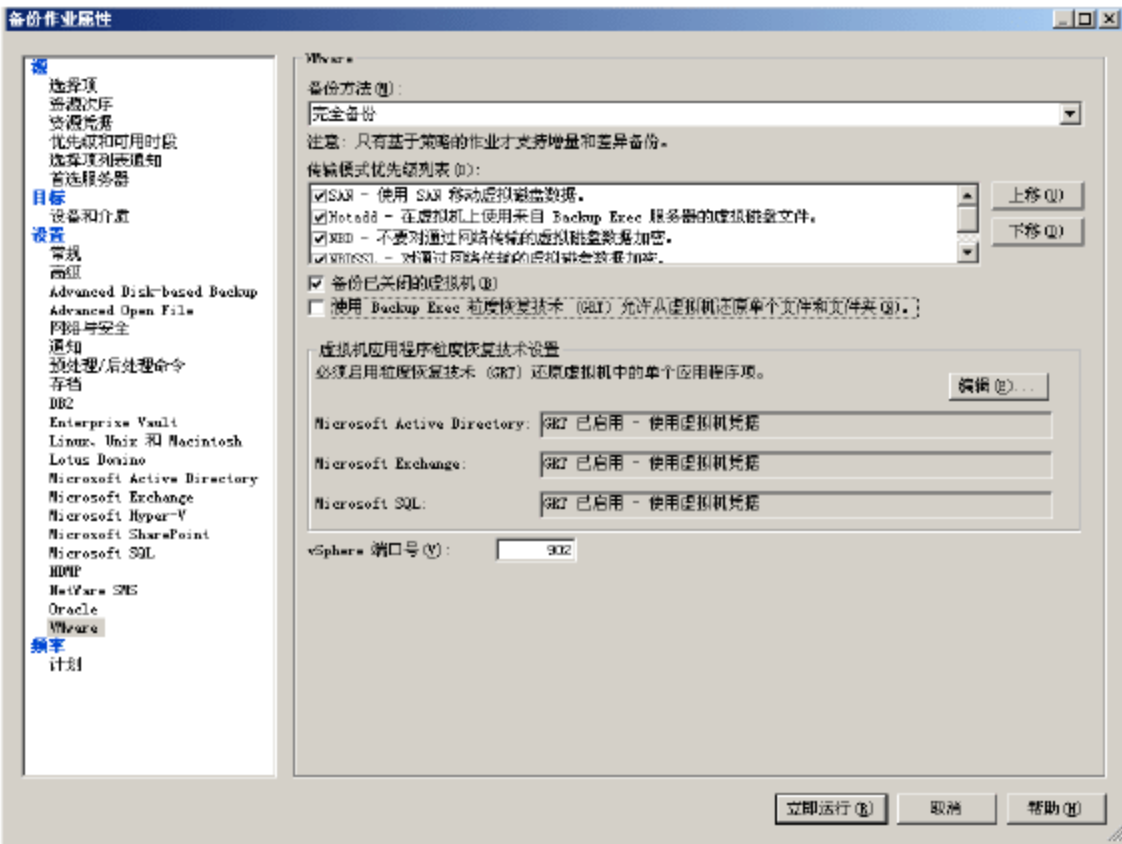 备份作业属性
源
选择项
资源次序
资源凭据
优先级和可用时段
选择项列表通知
首选服务器
目标
设备和介质
设置
常规
高级
Advanced Disk-based Backup
Advanced Open File
网络与安全
通知
预处理/后处理命令
存档
DB2
Enterprise Vault
Linux、Unix 和 Macintosh
Lotus Domino
Microsoft Active Directory
Microsoft Exchange
Microsoft Hyper-V
Microsoft SharePoint
Microsoft SQL
NDMP
NetWare SMS
Oracle
VMware
频率
计划
VMware
备份方法(M):
完全备份
注意: 只有基于策略的作业才支持增量和差异备份。
传输模式优先级列表(D):
SAN - 使用 SAN 移动虚拟磁盘数据。
Hotadd - 在虚拟机上使用来自 Backup Exec 服务器的虚拟磁盘文件。
NBD - 不要对通过网络传输的虚拟磁盘数据加密。
NBDSSL - 对通过网络传输的虚拟磁盘数据加密。
上移(U)
下移(D)
备份已关闭的虚拟机(B)
使用 Backup Exec 粒度恢复技术 (GRT) 允许从虚拟机还原单个文件和文件夹(S)。
虚拟机应用程序粒度恢复技术设置
必须启用粒度恢复技术 (GRT) 还原虚拟机中的单个应用程序项。
编辑(E)...
Microsoft Active Directory: GRT 已启用 - 使用虚拟机凭据
Microsoft Exchange: GRT 已启用 - 使用虚拟机凭据
Microsoft SQL: GRT 已启用 - 使用虚拟机凭据
vSphere 端口号(V): 902
立即运行(R)
取消
帮助(H)